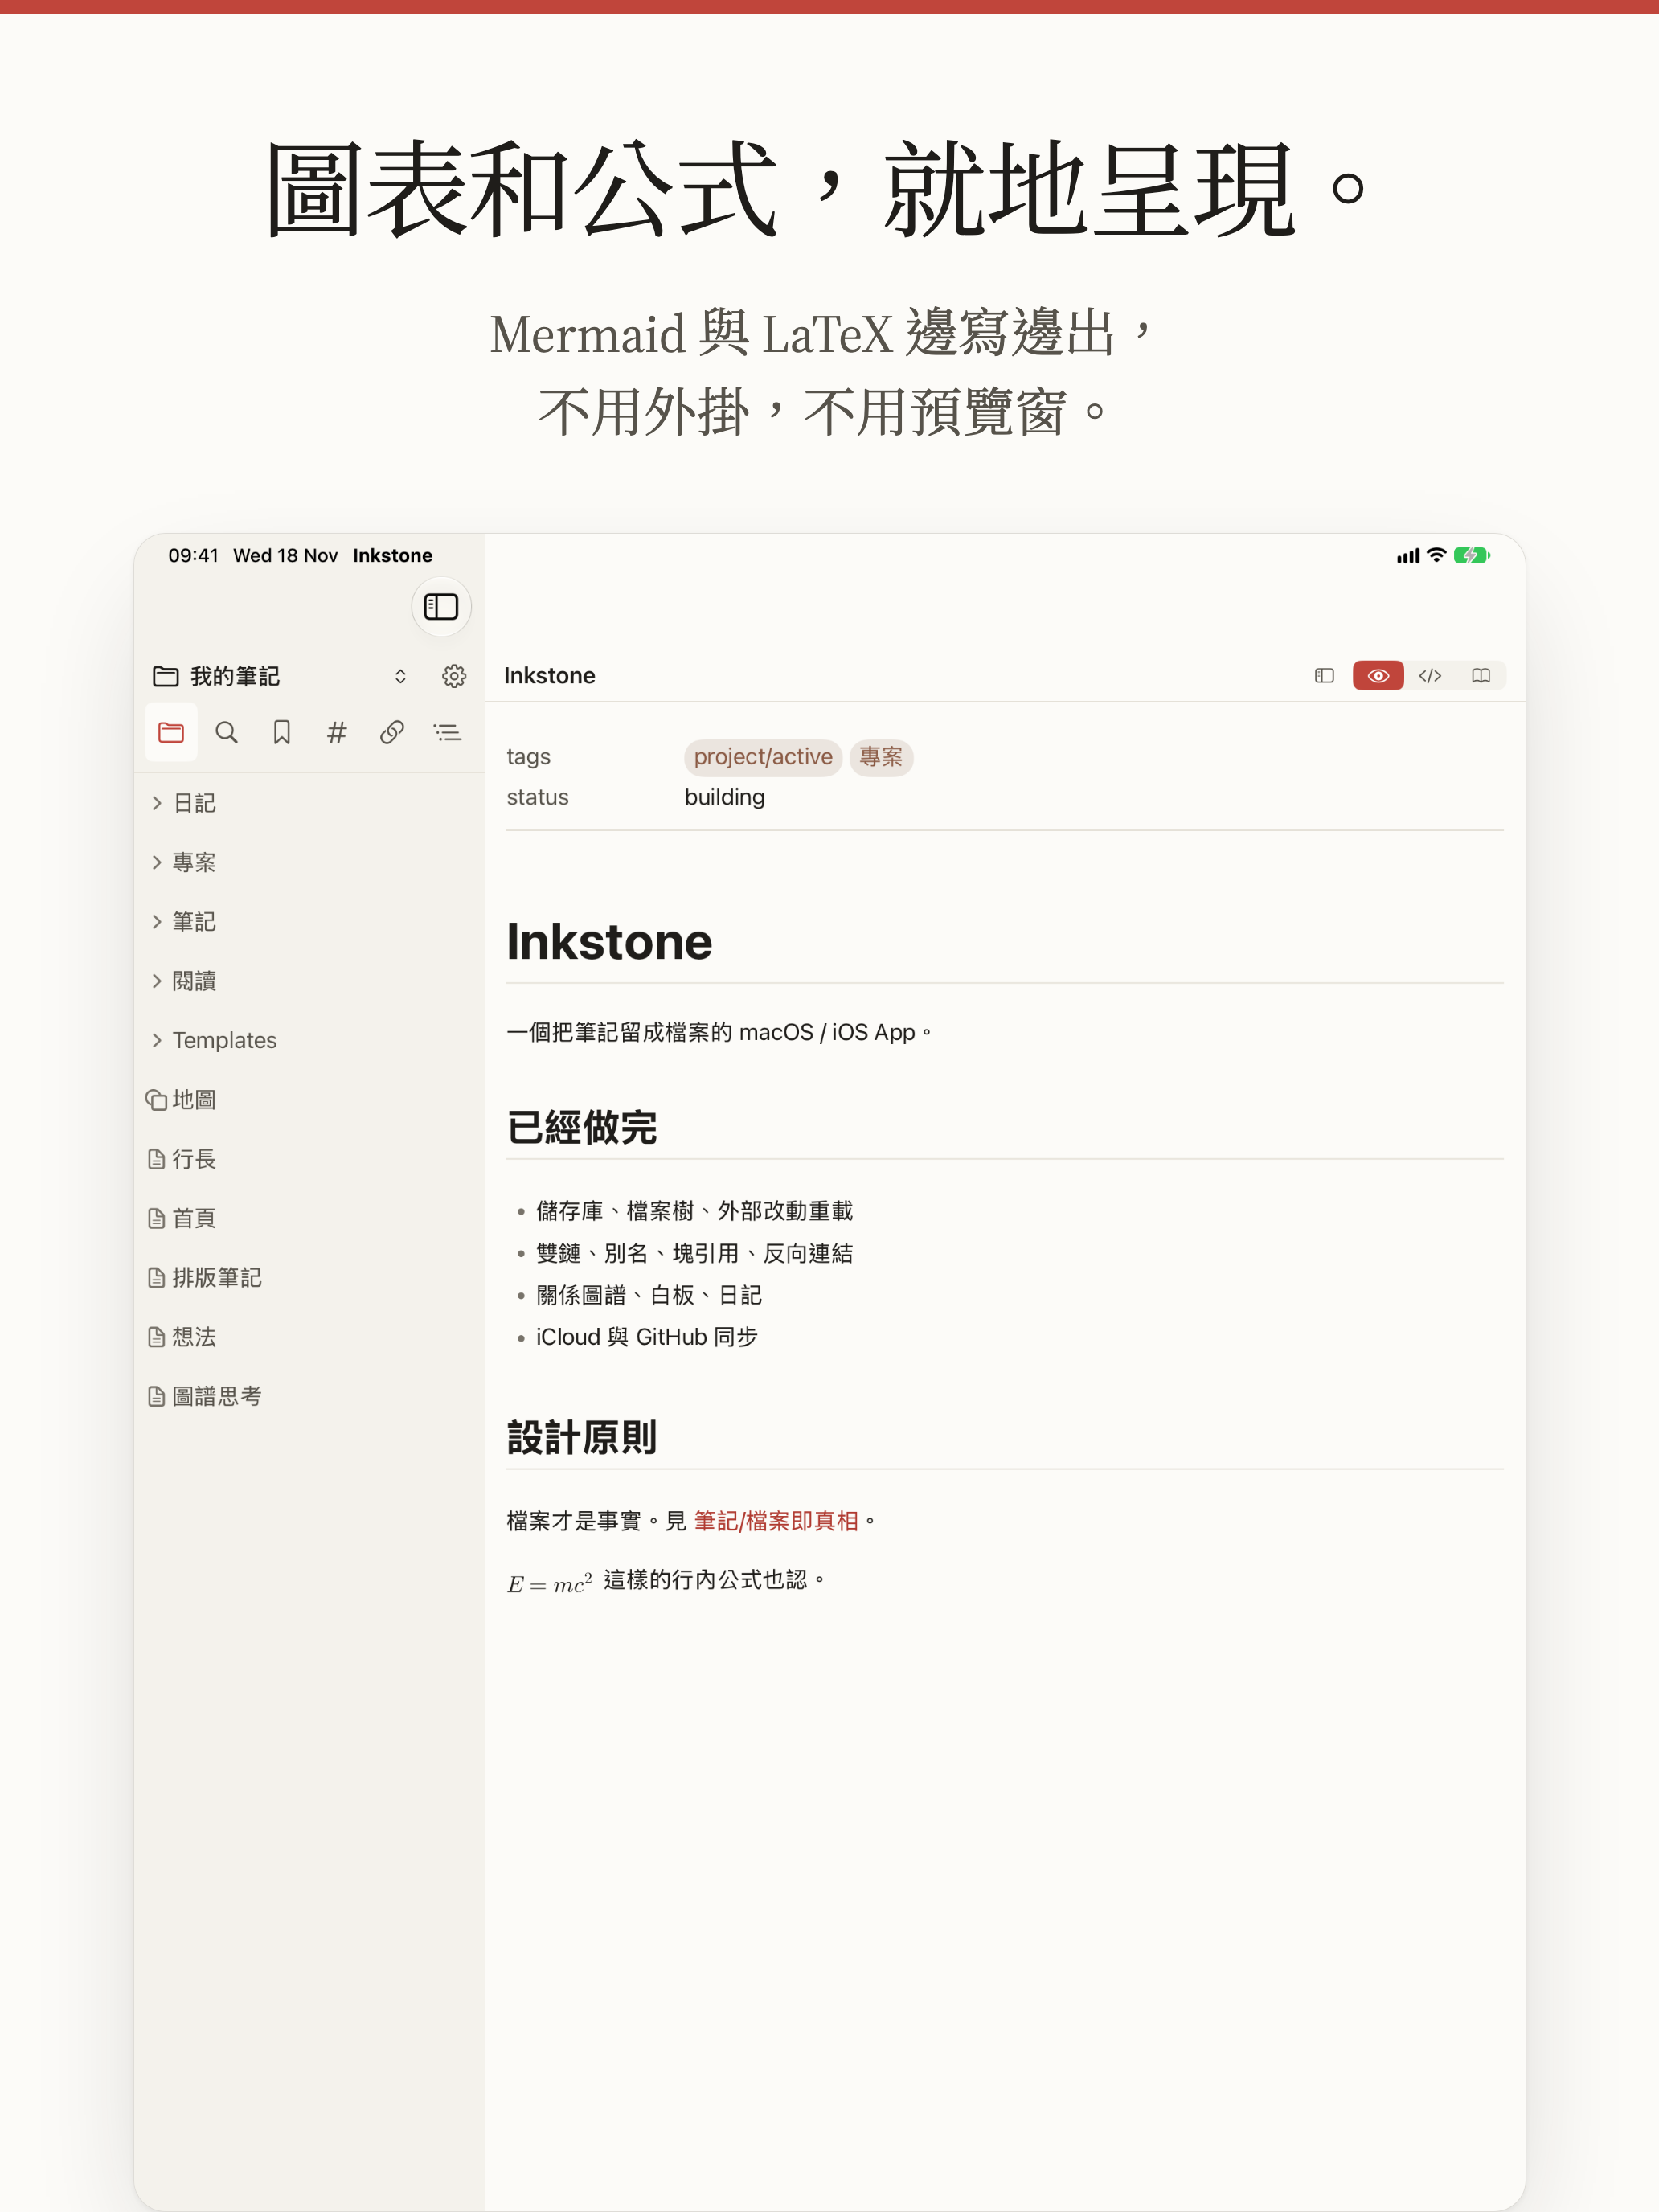 圖表和公式，就地呈現。
Mermaid 與 LaTeX 邊寫邊出，
不用外掛，不用預覽窗。
09:41 Wed 18 Nov Inkstone
我的筆記
日記
專案
筆記
閱讀
Templates
地圖
行長
首頁
排版筆記
想法
圖譜思考
Inkstone
tags project/active 專案
status building
Inkstone
一個把筆記留成檔案的 macOS / iOS App。
已經做完
• 儲存庫、檔案樹、外部改動重載
• 雙鏈、別名、塊引用、反向連結
• 關係圖譜、白板、日記
• iCloud 與 GitHub 同步
設計原則
檔案才是事實。見 筆記/檔案即真相。
E = mc² 這樣的行內公式也認。